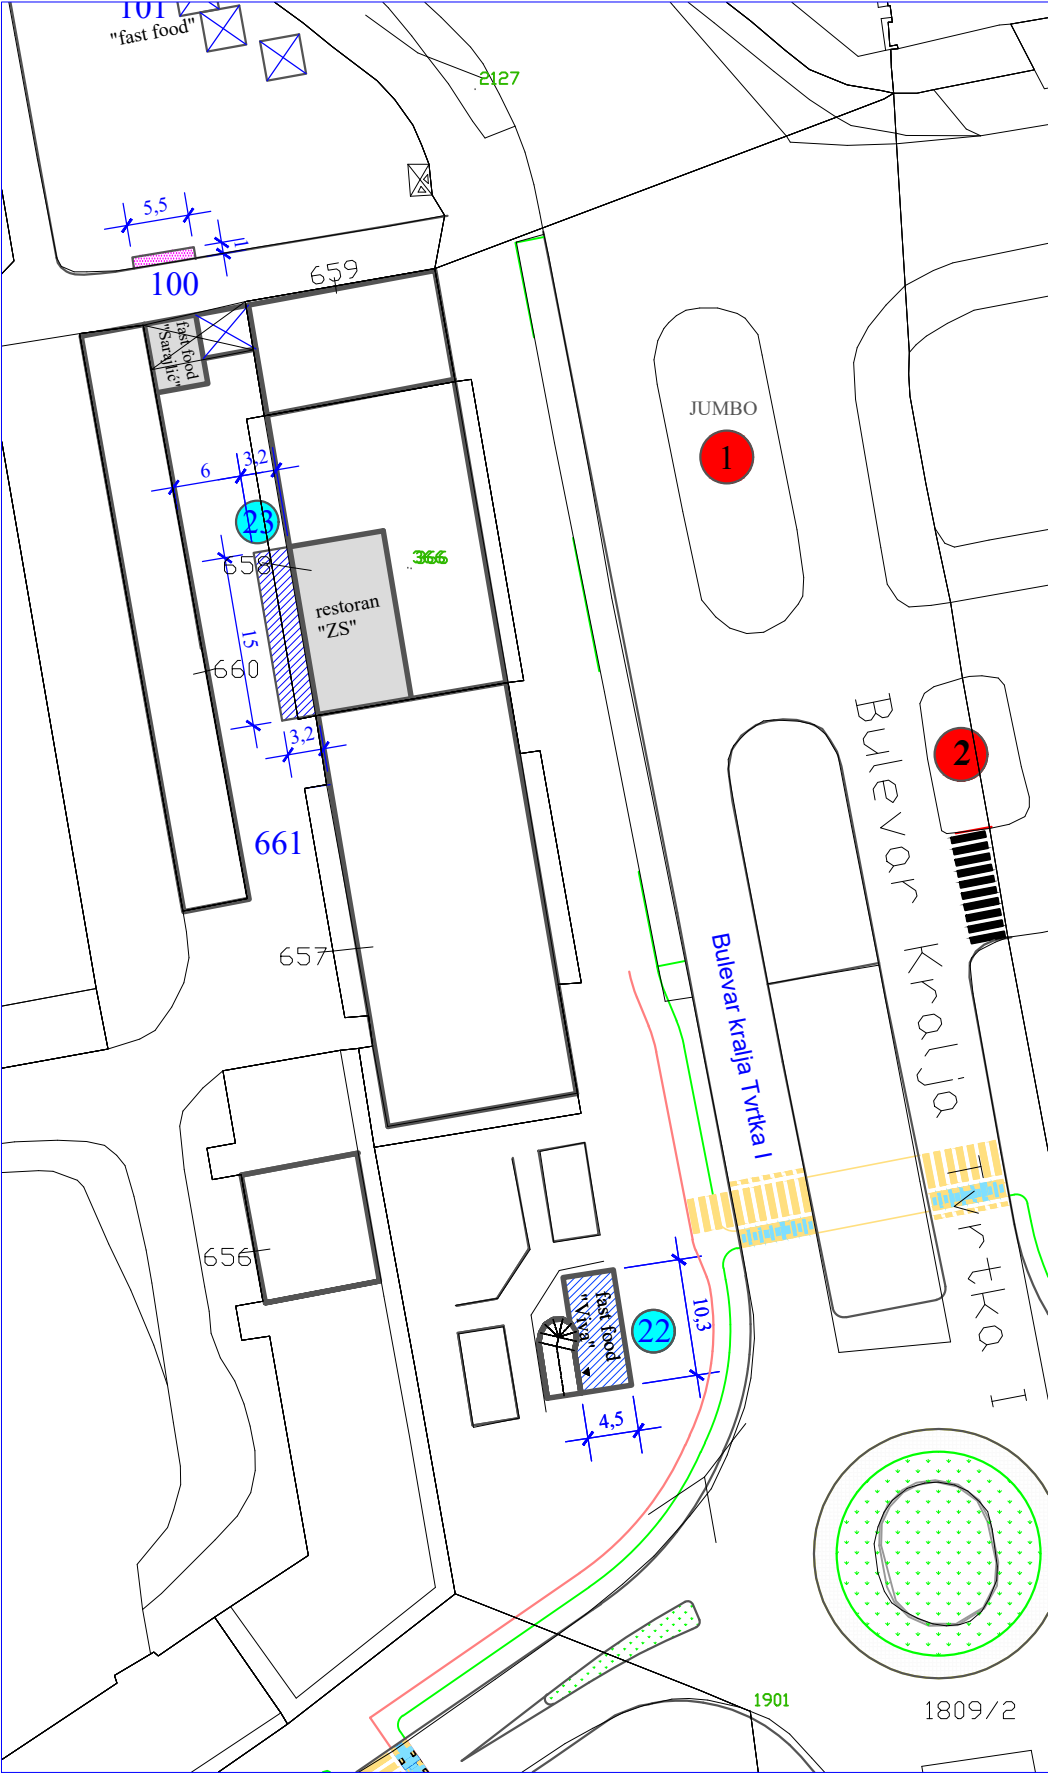 101
"fast food"
2127
5,5
1
100
659
fast food
"Sarajlić"
JUMBO
1
6
3,2
23
658
366
restoran
"ZS"
15
660
3,2
Bulevar Kralja Tvrtka I
2
661
657
Bulevar kralja Tvrtka I
656
fast food
"Viva"
22
10,3
4,5
1901
1809/2